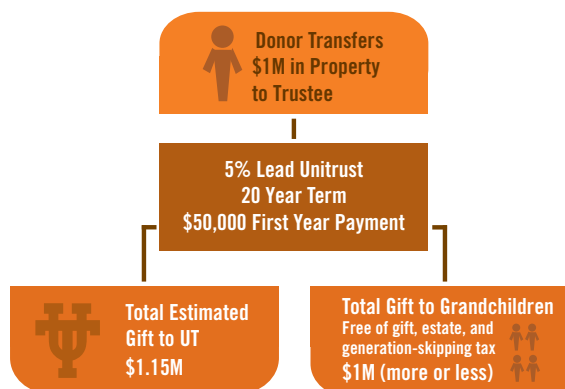 Donor Transfers
$1M in Property
to Trustee
5% Lead Unitrust
20 Year Term
$50,000 First Year Payment
Total Estimated
Gift to UT
$1.15M
Total Gift to Grandchildren
Free of gift, estate, and
generation-skipping tax
$1M (more or less)